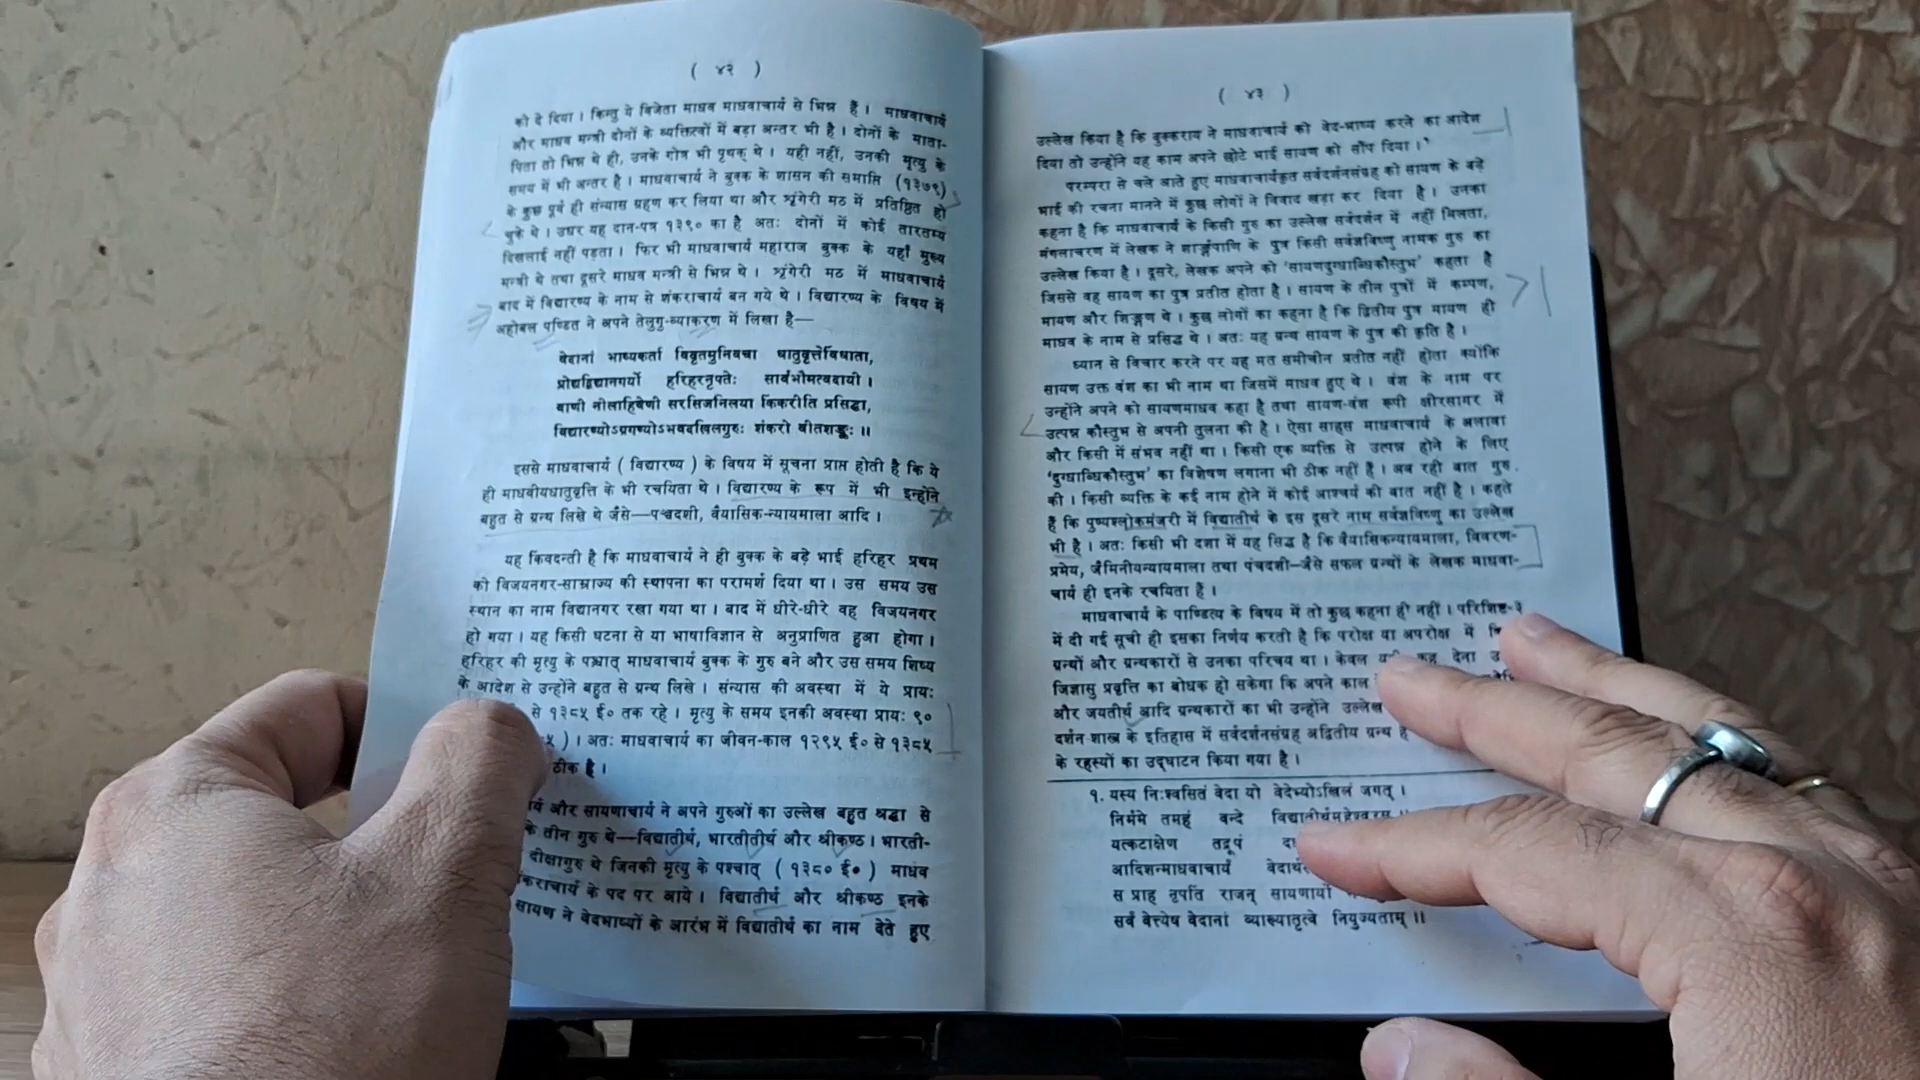 ( ४२ )
को दे दिया । किन्तु ये विजेता माधव माधवाचार्य से भिन्न हैं । माधवाचार्य
और माधव मन्त्री दोनों के व्यक्तित्वों में बड़ा अन्तर भी है । दोनों के माता-
पिता तो भिन्न थे ही, उनके गोत्र भी पृथक् थे । यही नहीं, उनकी मृत्यु के
समय में भी अन्तर है । माधवाचार्य ने बुक्क के शासन की समाप्ति (१३७९)
के कुछ पूर्व ही संन्यास ग्रहण कर लिया था और श्रृंगेरी मठ में प्रतिष्ठित हो
चुके थे । उधर यह दान-पत्र १३९० का है अतः दोनों में कोई तारतम्य
दिखलाई नहीं पड़ता । फिर भी माधवाचार्य महाराज बुक्क के यहाँ मुख्य
मन्त्री थे तथा दूसरे माधव मन्त्री से भिन्न थे । श्रृंगेरी मठ में माधवाचार्य
बाद में विद्यारण्य के नाम से शंकराचार्य बन गये थे । विद्यारण्य के विषय में
अहोबल पण्डित ने अपने तेलुगु-व्याकरण में लिखा है—
वेदानां भाष्यकर्ता विवृतमुनिवचा धातुवृत्तेर्विधाता,
प्रोद्यद्विद्यानगर्यां हरिहरनृपतेः सार्वभौमत्वदायी ।
वाणी नीलाहिवेणी सरसिजनिलया किंकरीति प्रसिद्धा,
विद्यारण्योऽग्रगण्योऽभवदखिलगुरुः शंकरो वीतशङ्कः ॥
इससे माधवाचार्य ( विद्यारण्य ) के विषय में सूचना प्राप्त होती है कि ये
ही माधवीयधातुवृत्ति के भी रचयिता थे । विद्यारण्य के रूप में भी इन्होंने
बहुत से ग्रन्थ लिखे थे जैसे—पञ्चदशी, वैयासिक-न्यायमाला आदि ।
यह किंवदन्ती है कि माधवाचार्य ने ही बुक्क के बड़े भाई हरिहर प्रथम
को विजयनगर-साम्राज्य की स्थापना का परामर्श दिया था । उस समय उस
स्थान का नाम विद्यानगर रखा गया था । बाद में धीरे-धीरे वह विजयनगर
हो गया । यह किसी घटना से या भाषाविज्ञान से अनुप्राणित हुआ होगा ।
हरिहर की मृत्यु के पश्चात् माधवाचार्य बुक्क के गुरु बने और उस समय शिष्य
के आदेश से उन्होंने बहुत से ग्रन्थ लिखे । संन्यास की अवस्था में ये प्रायः
से १३८५ ई० तक रहे । मृत्यु के समय इनकी अवस्था प्रायः ९०
) । अतः माधवाचार्य का जीवन-काल १२९५ ई० से १३८५
ठीक है ।
और सायणाचार्य ने अपने गुरुओं का उल्लेख बहुत श्रद्धा से
के तीन गुरु थे—विद्यातीर्थ, भारतीतीर्थ और श्रीकण्ठ । भारती-
दीक्षागुरु थे जिनकी मृत्यु के पश्चात् ( १३८० ई० ) माधव
के पद पर आये । विद्यातीर्थ और श्रीकण्ठ इनके
सायण ने वेदभाष्यों के आरंभ में विद्यातीर्थ का नाम देते हुए
( ४३ )
उल्लेख किया है कि बुक्कराय ने माधवाचार्य को वेद-भाष्य करने का आदेश
दिया तो उन्होंने यह काम अपने छोटे भाई सायण को सौंप दिया ।¹
परम्परा से चले आते हुए माधवाचार्यकृत सर्वदर्शनसंग्रह को सायण के बड़े
भाई की रचना मानने में कुछ लोगों ने विवाद खड़ा कर दिया है । उनका
कहना है कि माधवाचार्य के किसी गुरु का उल्लेख सर्वदर्शन में नहीं मिलता,
मंगलाचरण में लेखक ने शार्ङ्गपाणि के पुत्र किसी सर्वज्ञविष्णु नामक गुरु का
उल्लेख किया है । दूसरे, लेखक अपने को ‘सायणदुग्धाब्धिकौस्तुभ’ कहता है
जिससे वह सायण का पुत्र प्रतीत होता है । सायण के तीन पुत्रों में कम्पण,
मायण और शिङ्गण थे । कुछ लोगों का कहना है कि द्वितीय पुत्र मायण ही
माधव के नाम से प्रसिद्ध थे । अतः यह ग्रन्थ सायण के पुत्र की कृति है ।
ध्यान से विचार करने पर यह मत समीचीन प्रतीत नहीं होता क्योंकि
सायण उक्त वंश का भी नाम था जिसमें माधव हुए थे । वंश के नाम पर
उन्होंने अपने को सायणमाधव कहा है तथा सायण-वंश रूपी क्षीरसागर में
उत्पन्न कौस्तुभ से अपनी तुलना की है । ऐसा साहस माधवाचार्य के अलावा
और किसी में संभव नहीं था । किसी एक व्यक्ति से उत्पन्न होने के लिए
‘दुग्धाब्धिकौस्तुभ’ का विशेषण लगाना भी ठीक नहीं है । अब रही बात गुरु
की । किसी व्यक्ति के कई नाम होने में कोई आश्चर्य की बात नहीं है । कहते
हैं कि पुण्यश्लोकमंजरी में विद्यातीर्थ के इस दूसरे नाम सर्वज्ञविष्णु का उल्लेख
भी है । अतः किसी भी दशा में यह सिद्ध है कि वैयासिकन्यायमाला, विवरण-
प्रमेय, जैमिनीयन्यायमाला तथा पंचदशी—जैसे सफल ग्रन्थों के लेखक माधवा-
चार्य ही इनके रचयिता हैं ।
माधवाचार्य के पाण्डित्य के विषय में तो कुछ कहना ही नहीं । परिशिष्ट-२
में दी गई सूची ही इसका निर्णय करती है कि परोक्ष या अपरोक्ष में
ग्रन्थों और ग्रन्थकारों से उनका परिचय था । केवल कह देना
जिज्ञासु प्रवृत्ति का बोधक हो सकेगा कि अपने काल
और जयतीर्थ आदि ग्रन्थकारों का भी उन्होंने उल्लेख
दर्शन-शास्त्र के इतिहास में सर्वदर्शनसंग्रह अद्वितीय ग्रन्थ
के रहस्यों का उद्घाटन किया गया है ।
१. यस्य निःश्वसितं वेदा यो वेदेभ्योऽखिलं जगत् ।
निर्ममे तमहं वन्दे विद्यातीर्थमहेश्वरम् ॥
यत्कटाक्षेण तद्रूपं
आदिशन्माधवाचार्यं
स प्राह नृपतिं राजन् सायणार्यो
सर्वं वेत्त्येष वेदानां व्याख्यातृत्वे नियुज्यताम् ॥